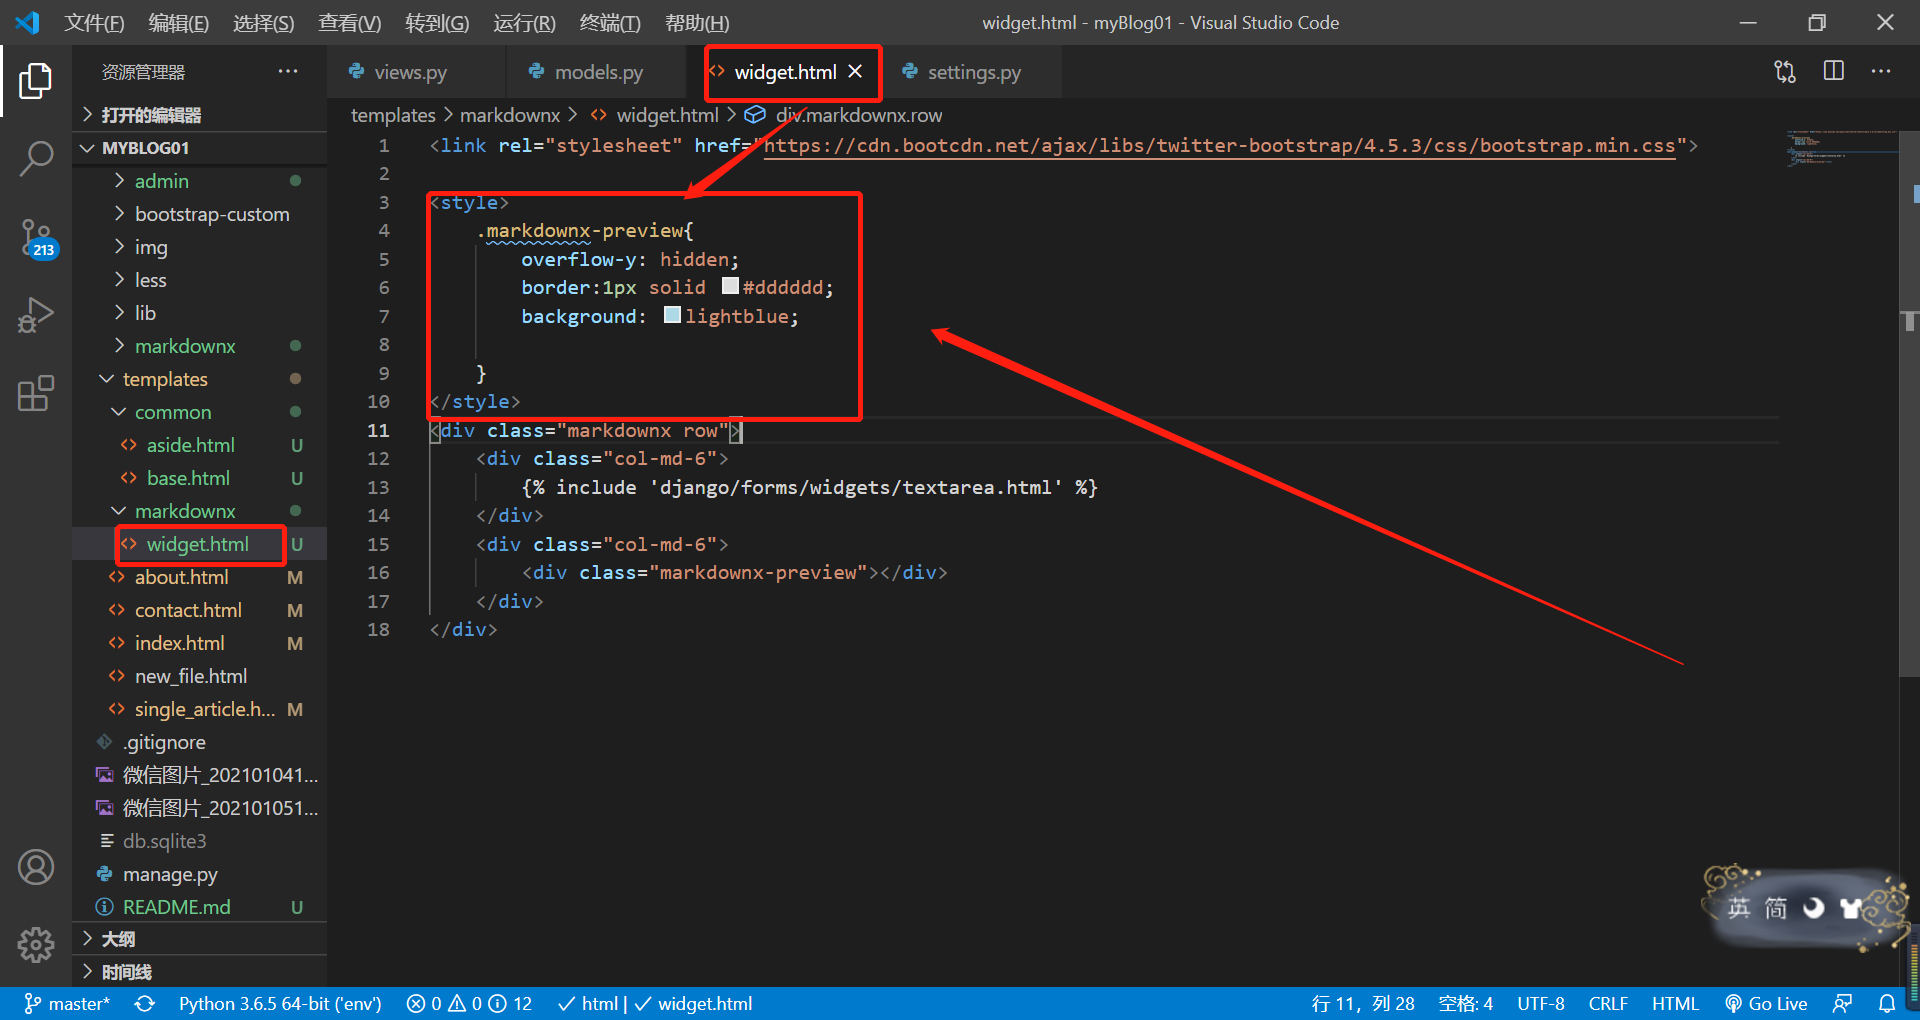 文件(F) 编辑(E) 选择(S) 查看(V) 转到(G) 运行(R) 终端(T) 帮助(H) widget.html - myBlog01 - Visual Studio Code
资源管理器 ···
打开的编辑器
MYBLOG01
admin
bootstrap-custom
img
less
lib
markdownx
templates
common
aside.html U
base.html U
markdownx
widget.html U
about.html M
contact.html M
index.html M
new_file.html
single_article.h... M
.gitignore
微信图片_202101041...
微信图片_202101051...
db.sqlite3
manage.py
README.md U
大纲
时间线
213
views.py models.py widget.html settings.py
templates > markdownx > widget.html > div.markdownx.row
1 <link rel="stylesheet" href="https://cdn.bootcdn.net/ajax/libs/twitter-bootstrap/4.5.3/css/bootstrap.min.css">
2
3 <style>
4 .markdownx-preview{
5 overflow-y: hidden;
6 border:1px solid #dddddd;
7 background: lightblue;
8
9 }
10 </style>
11 <div class="markdownx row">
12 <div class="col-md-6">
13 {% include 'django/forms/widgets/textarea.html' %}
14 </div>
15 <div class="col-md-6">
16 <div class="markdownx-preview"></div>
17 </div>
18 </div>
英 简
master* Python 3.6.5 64-bit ('env') 0 0 12 html | widget.html 行 11, 列 28 空格: 4 UTF-8 CRLF HTML Go Live